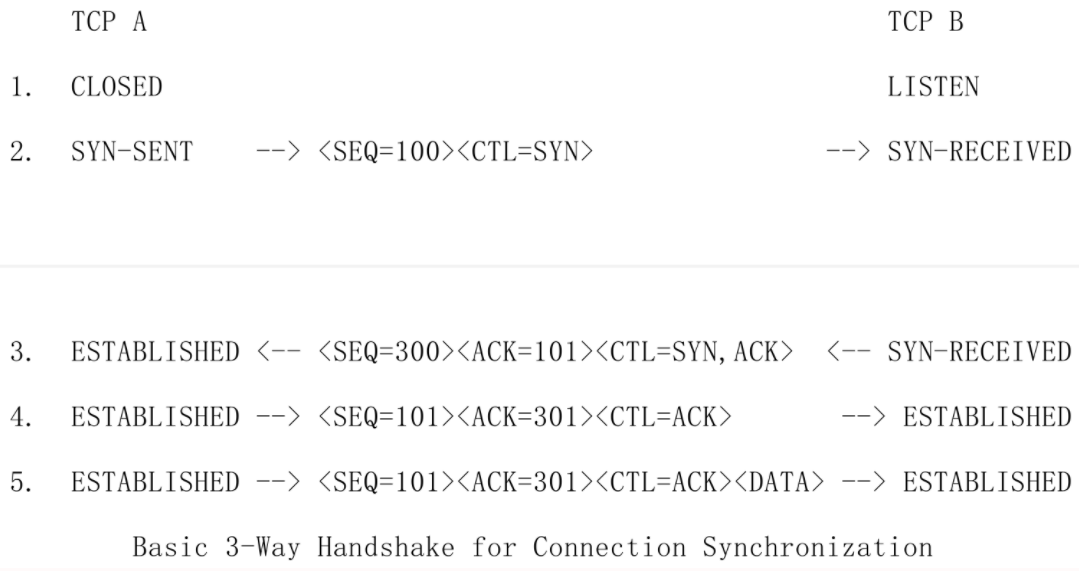 TCP A                                                TCP B
1.  CLOSED                                               LISTEN
2.  SYN-SENT    --> <SEQ=100><CTL=SYN>               --> SYN-RECEIVED
3.  ESTABLISHED <-- <SEQ=300><ACK=101><CTL=SYN,ACK>  <-- SYN-RECEIVED
4.  ESTABLISHED --> <SEQ=101><ACK=301><CTL=ACK>       --> ESTABLISHED
5.  ESTABLISHED --> <SEQ=101><ACK=301><CTL=ACK><DATA> --> ESTABLISHED
Basic 3-Way Handshake for Connection Synchronization